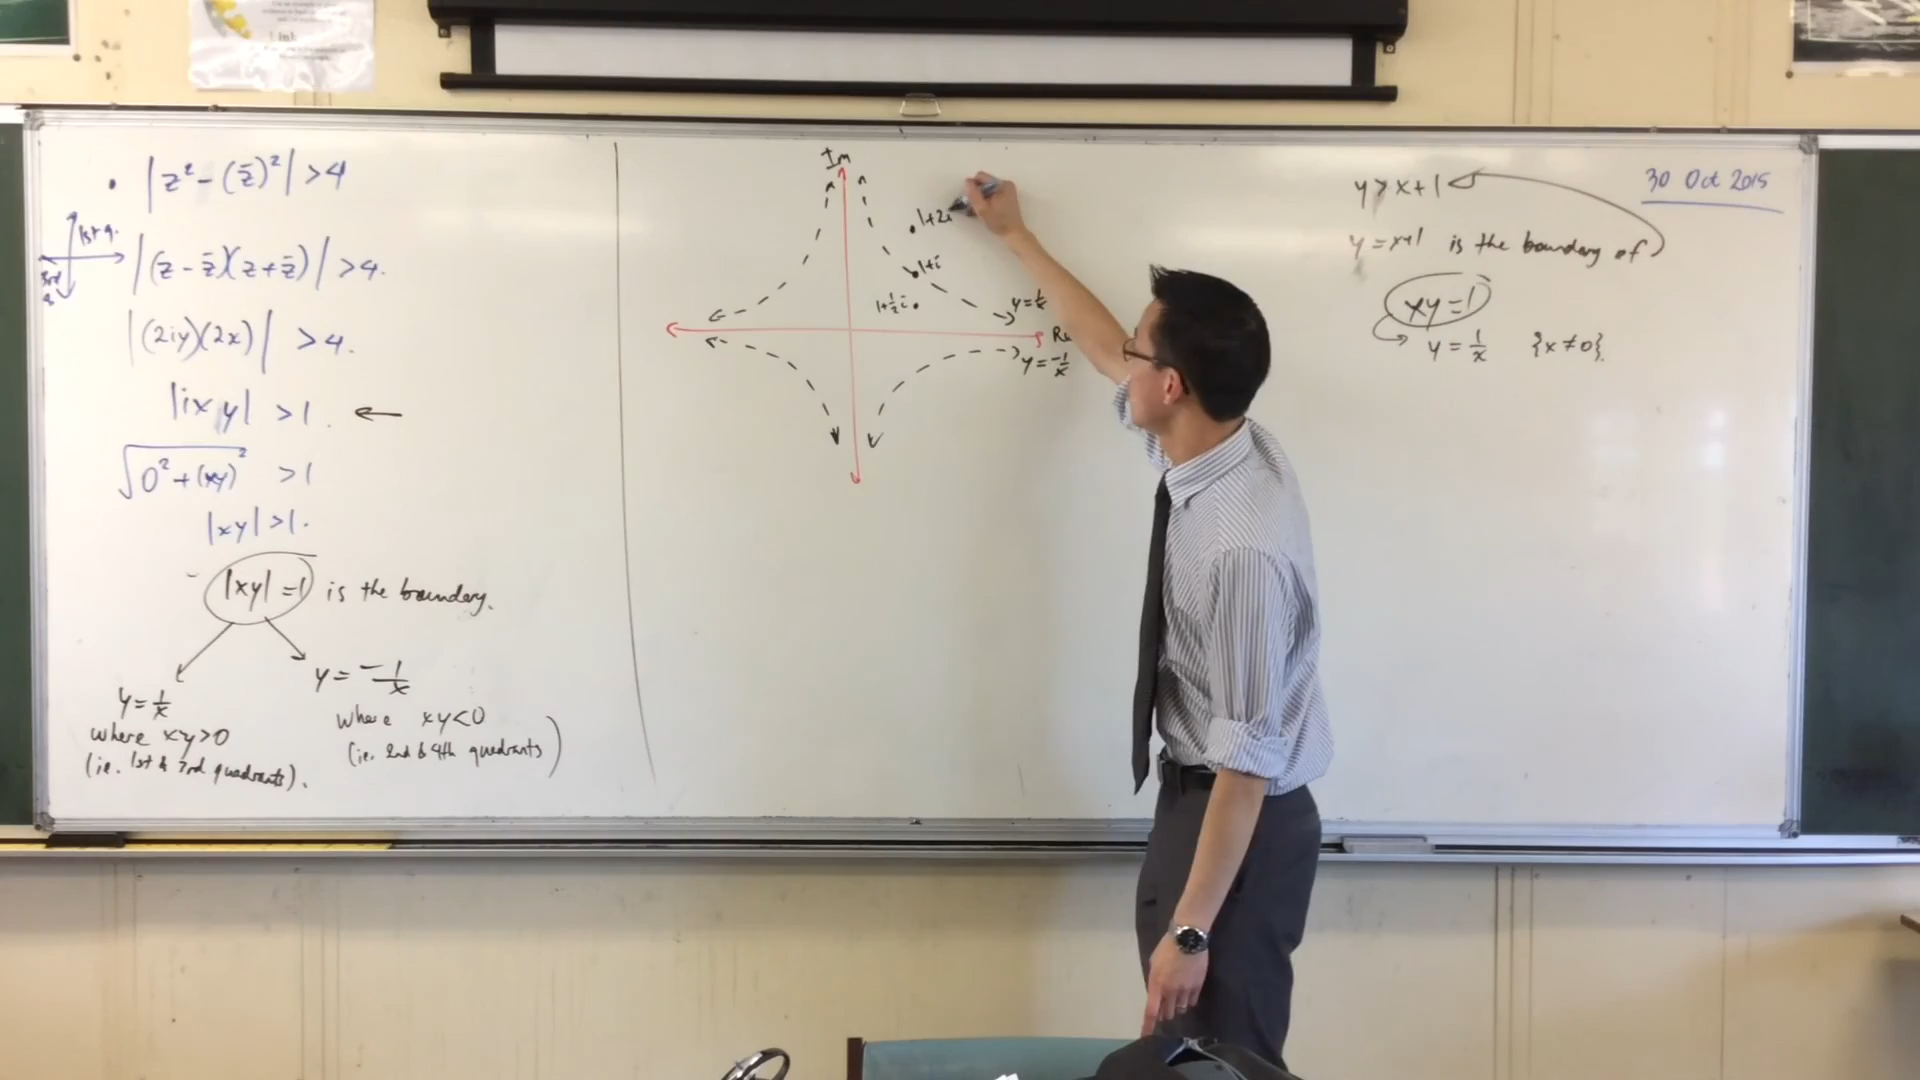 • |z² - (z̄)²| > 4
1st q.
3rd q
|(z - z̄)(z + z̄)| > 4.
|(2iy)(2x)| > 4.
|ixy| > 1. ←
√(0² + (xy)²) > 1
|xy| > 1.
|xy| = 1 is the boundary.
y = 1/x
where xy > 0
(ie. 1st & 3rd quadrants).
y = -1/x
where xy < 0
(ie. 2nd & 4th quadrants)
Im
1+2i
1+i
1+½i
y = 1/x
Re
y = -1/x
y > x+1
y = x+1 is the boundary of
xy = 1
y = 1/x {x ≠ 0}.
30 Oct 2015